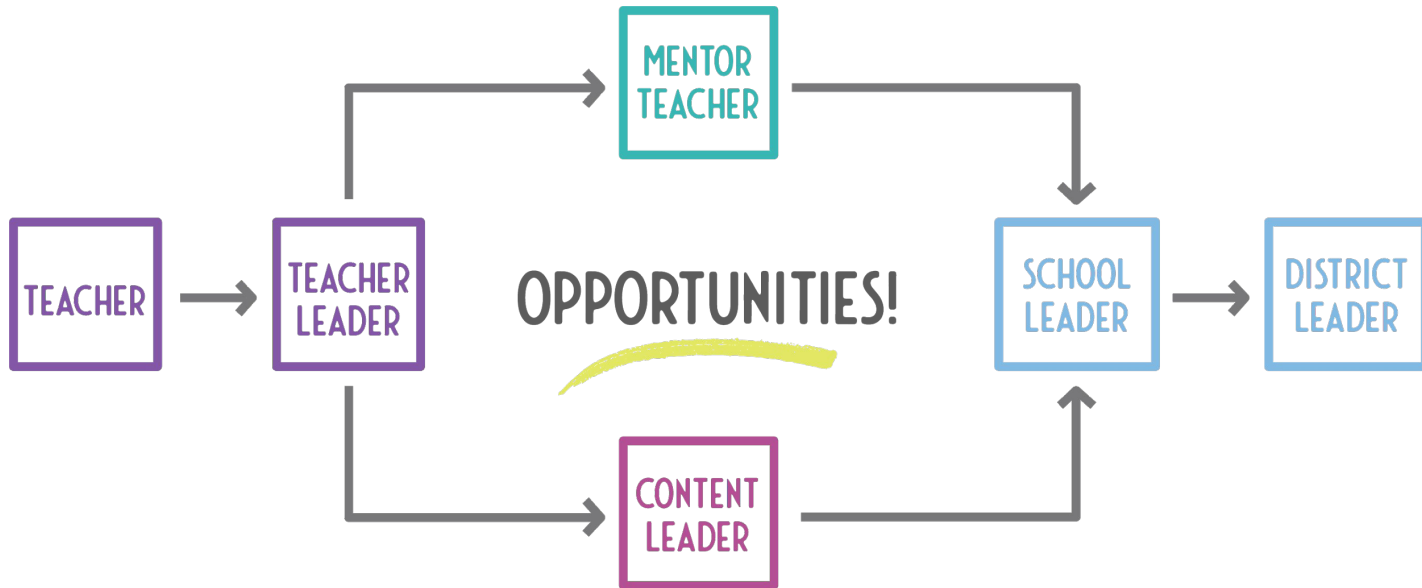 TEACHER
TEACHER
LEADER
MENTOR
TEACHER
OPPORTUNITIES!
CONTENT
LEADER
SCHOOL
LEADER
DISTRICT
LEADER